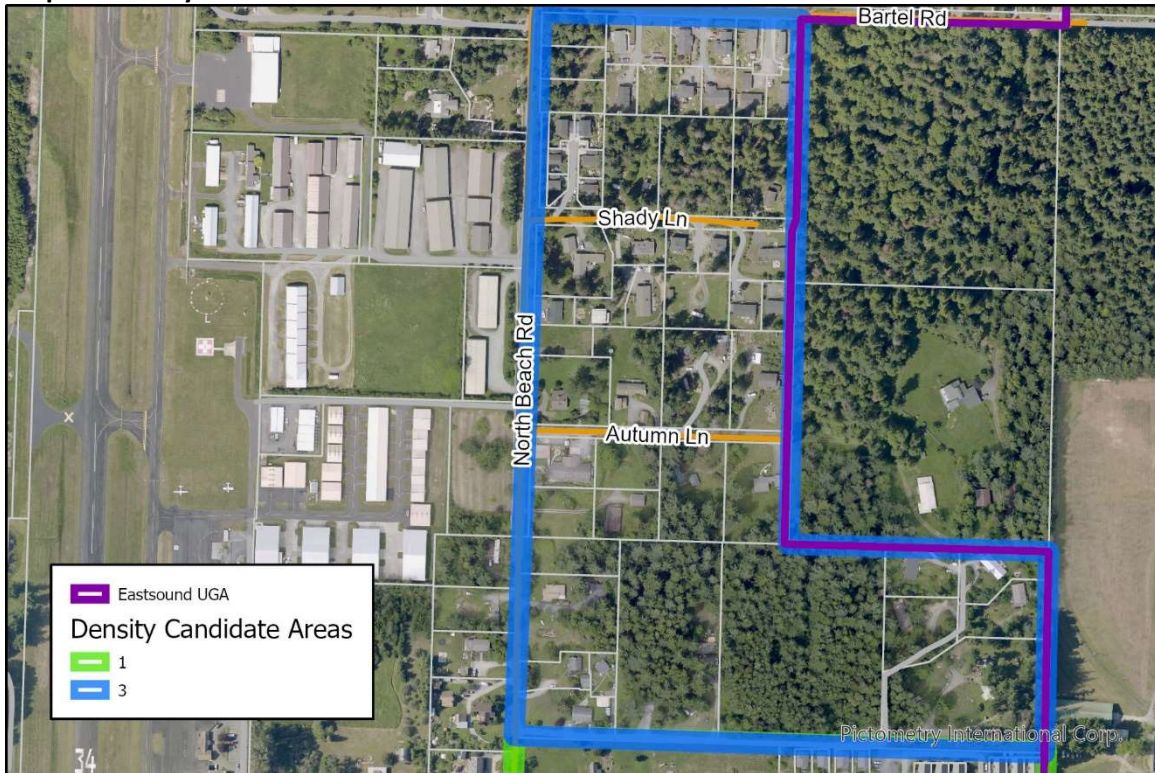 Bartel Rd
Shady Ln
North Beach Rd
Autumn Ln
Eastsound UGA
Density Candidate Areas
1
3
Pictometry International Corp.
34